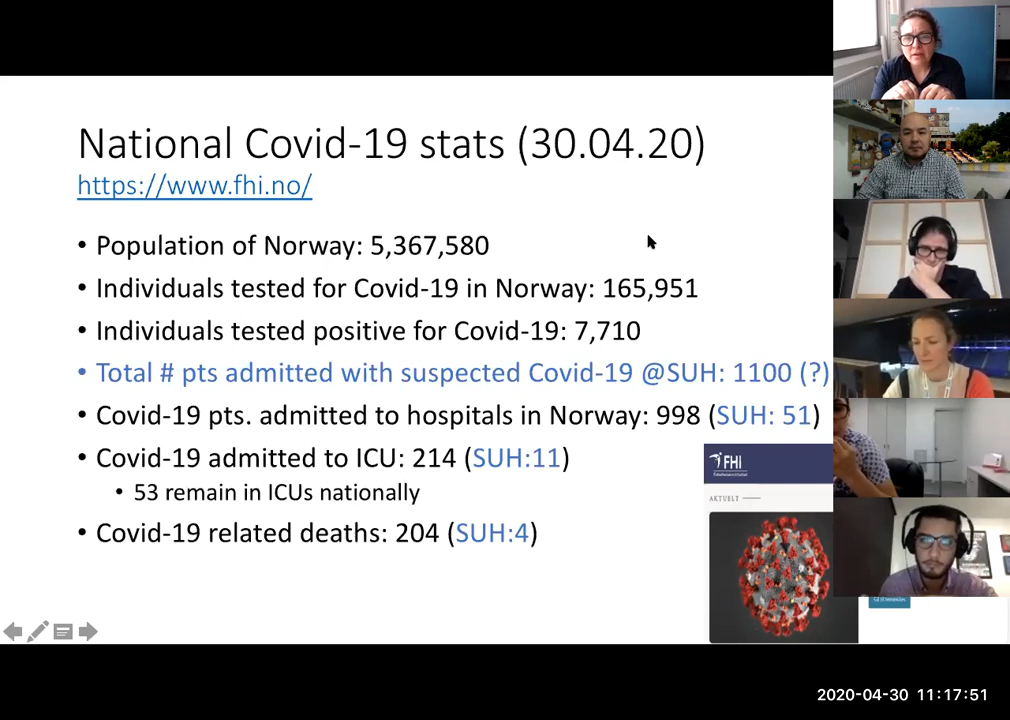 National Covid-19 stats (30.04.20)
https://www.fhi.no/
• Population of Norway: 5,367,580
• Individuals tested for Covid-19 in Norway: 165,951
• Individuals tested positive for Covid-19: 7,710
• Total # pts admitted with suspected Covid-19 @SUH: 1100 (?)
• Covid-19 pts. admitted to hospitals in Norway: 998 (SUH: 51)
• Covid-19 admitted to ICU: 214 (SUH:11)
• 53 remain in ICUs nationally
• Covid-19 related deaths: 204 (SUH:4)
FHI
AKTUELT
2020-04-30 11:17:51